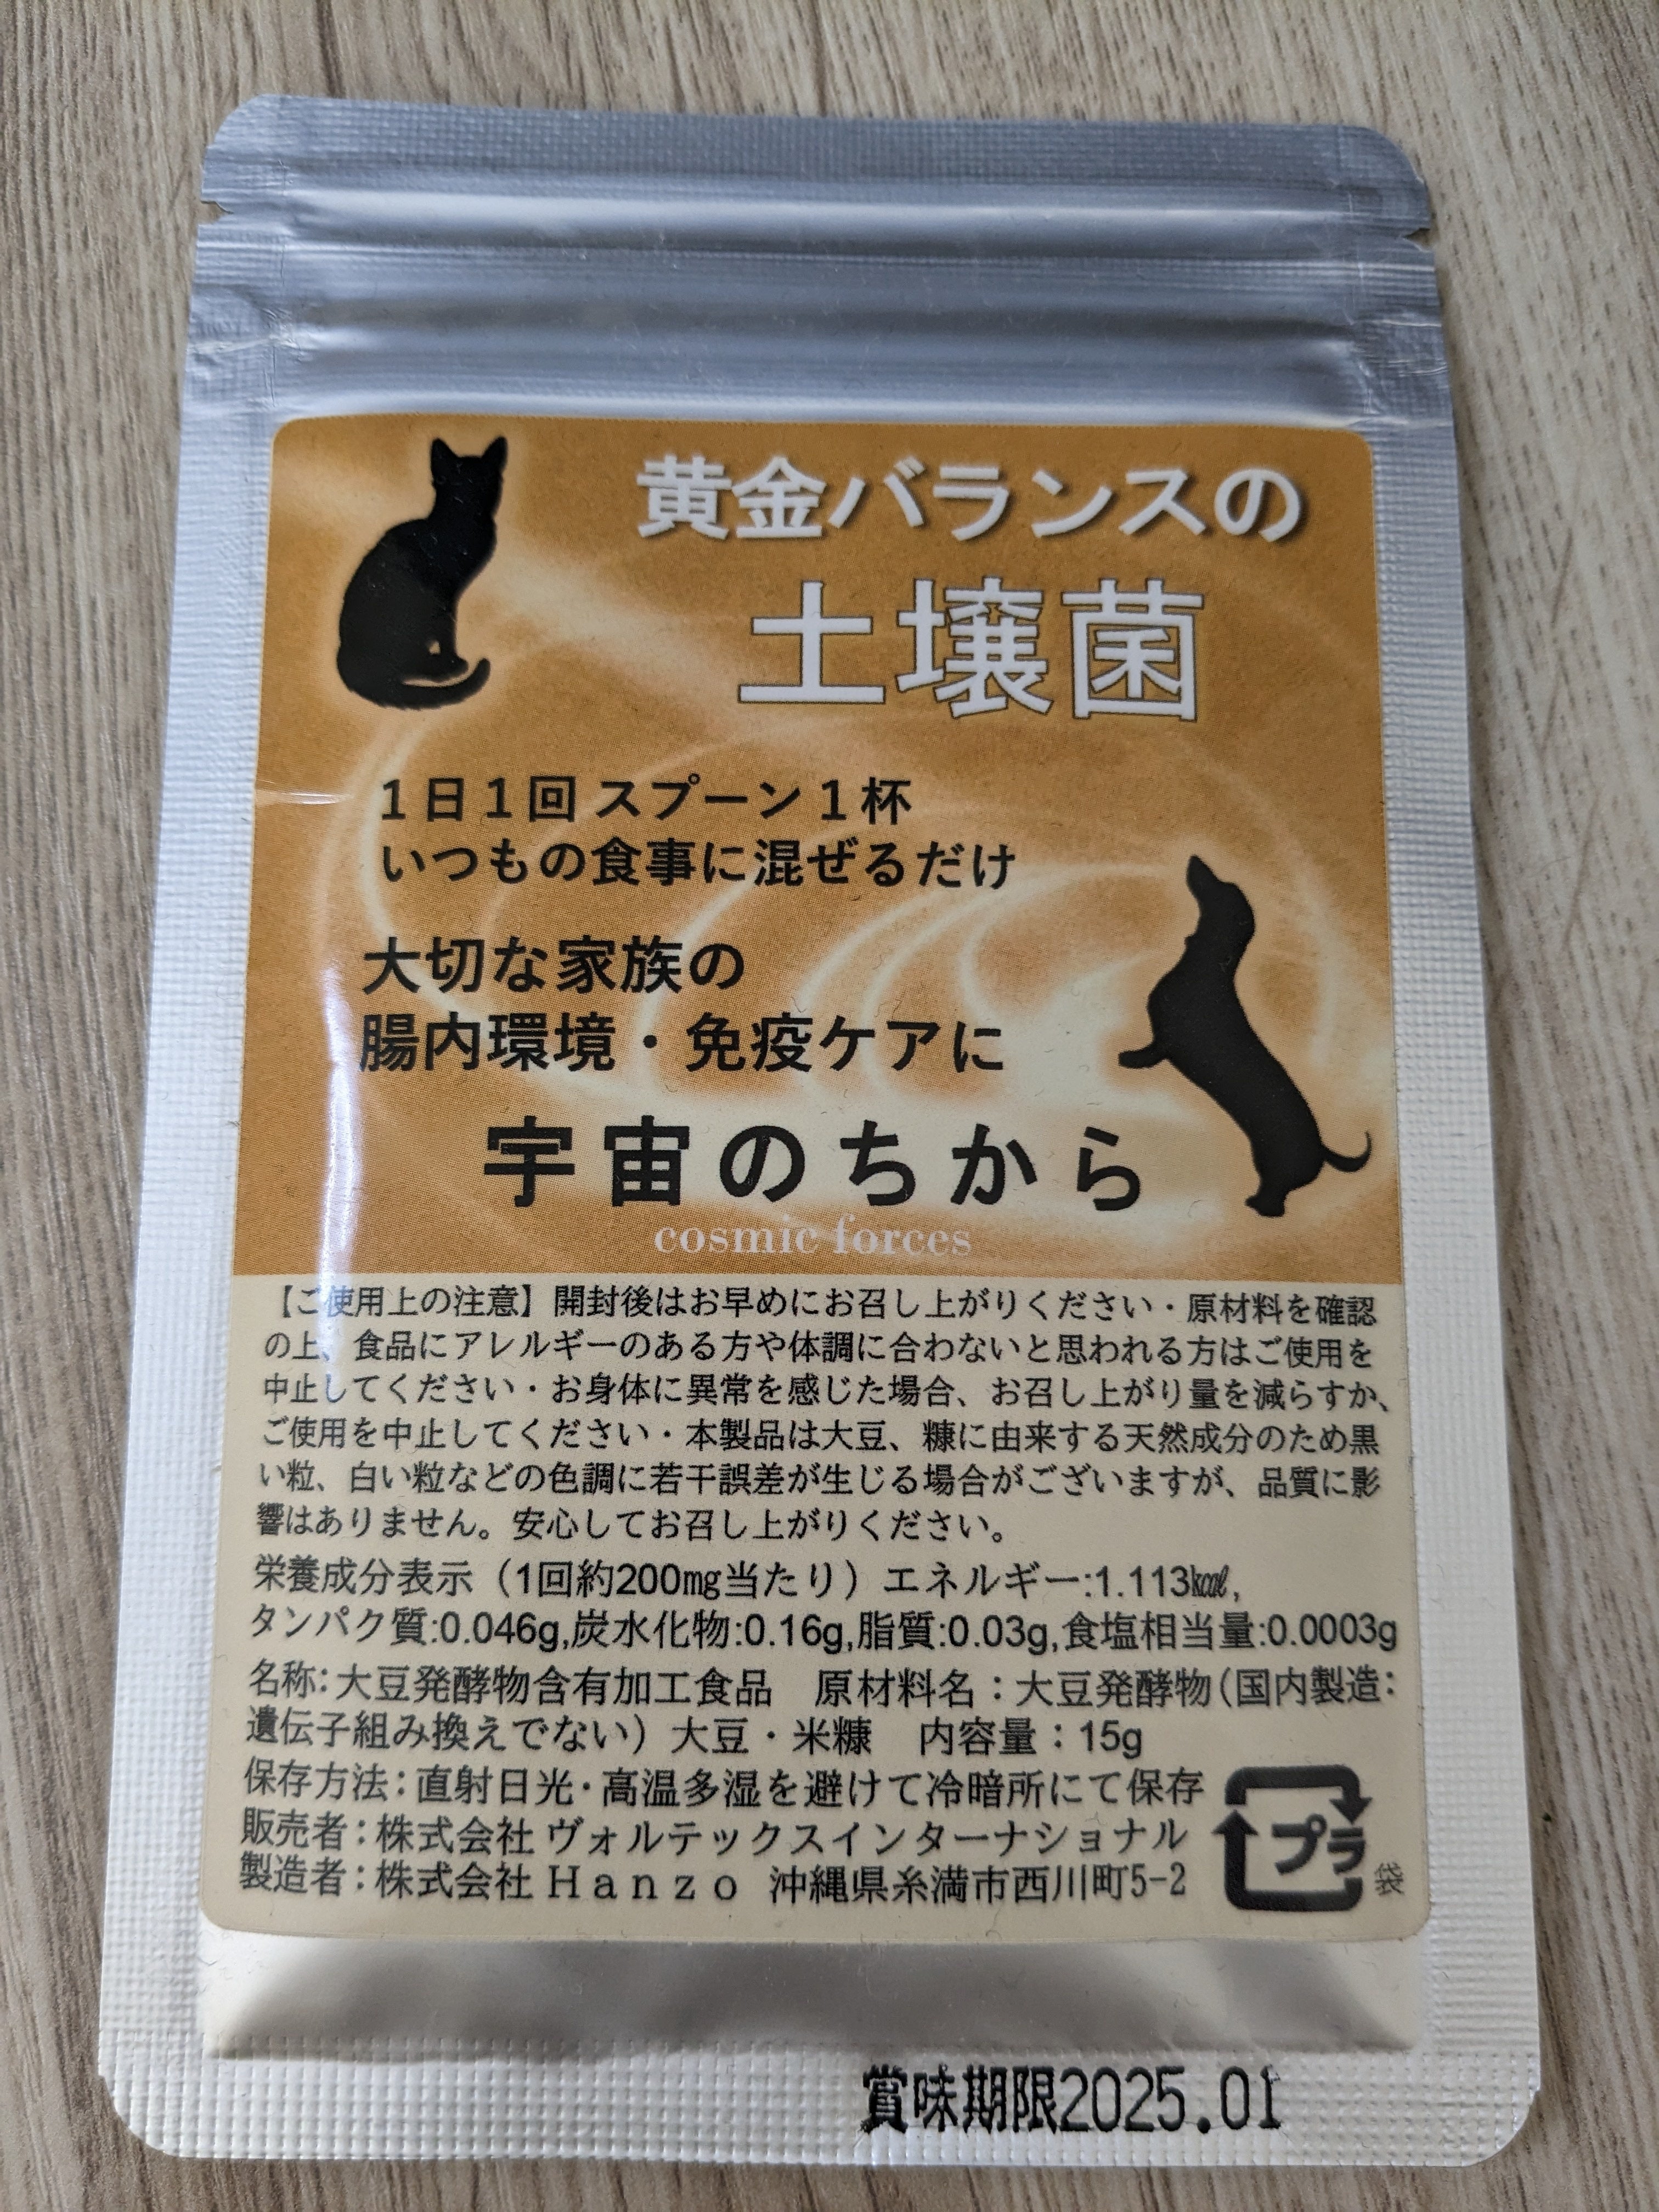 黄金バランスの
土壌菌
1日1回 スプーン1杯
いつもの食事に混ぜるだけ
大切な家族の
腸内環境・免疫ケアに
宇宙のちから
cosmic forces
【ご使用上の注意】開封後はお早めにお召し上がりください・原材料を確認
の上、食品にアレルギーのある方や体調に合わないと思われる方はご使用を
中止してください・お身体に異常を感じた場合、お召し上がり量を減らすか、
ご使用を中止してください・本製品は大豆、糠に由来する天然成分のため黒
い粒、白い粒などの色調に若干誤差が生じる場合がございますが、品質に影
響はありません。安心してお召し上がりください。
栄養成分表示（1回約200㎎当たり）エネルギー:1.113㎉,
タンパク質:0.046g,炭水化物:0.16g,脂質:0.03g,食塩相当量:0.0003g
名称:大豆発酵物含有加工食品　原材料名：大豆発酵物（国内製造：
遺伝子組み換えでない）大豆・米糠　内容量：15g
保存方法：直射日光・高温多湿を避けて冷暗所にて保存
販売者：株式会社 ヴォルテックスインターナショナル
製造者：株式会社 Hanzo 沖縄県糸満市西川町5-2
プラ
袋
賞味期限2025.01